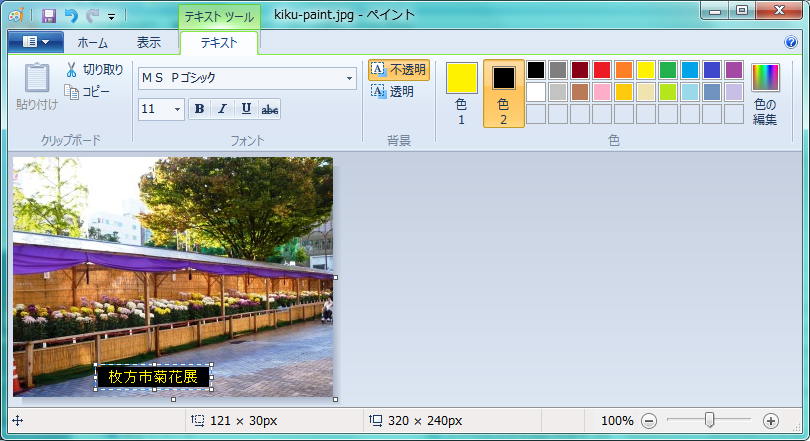 テキスト ツール
kiku-paint.jpg - ペイント
ホーム
表示
テキスト
貼り付け
切り取り
コピー
クリップボード
ＭＳ Ｐゴシック
11
B I U abc
フォント
不透明
透明
背景
色
1
色
2
色の
編集
色
枚方市菊花展
121 × 30px
320 × 240px
100%